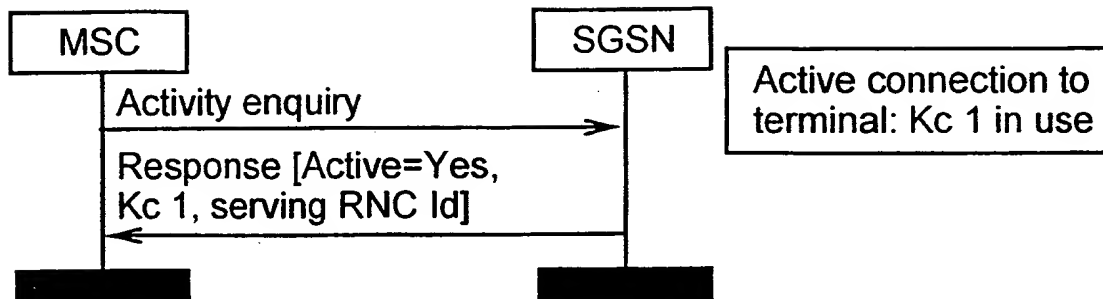 MSC
SGSN
Active connection to
terminal: Kc 1 in use
Activity enquiry
Response [Active=Yes,
Kc 1, serving RNC Id]